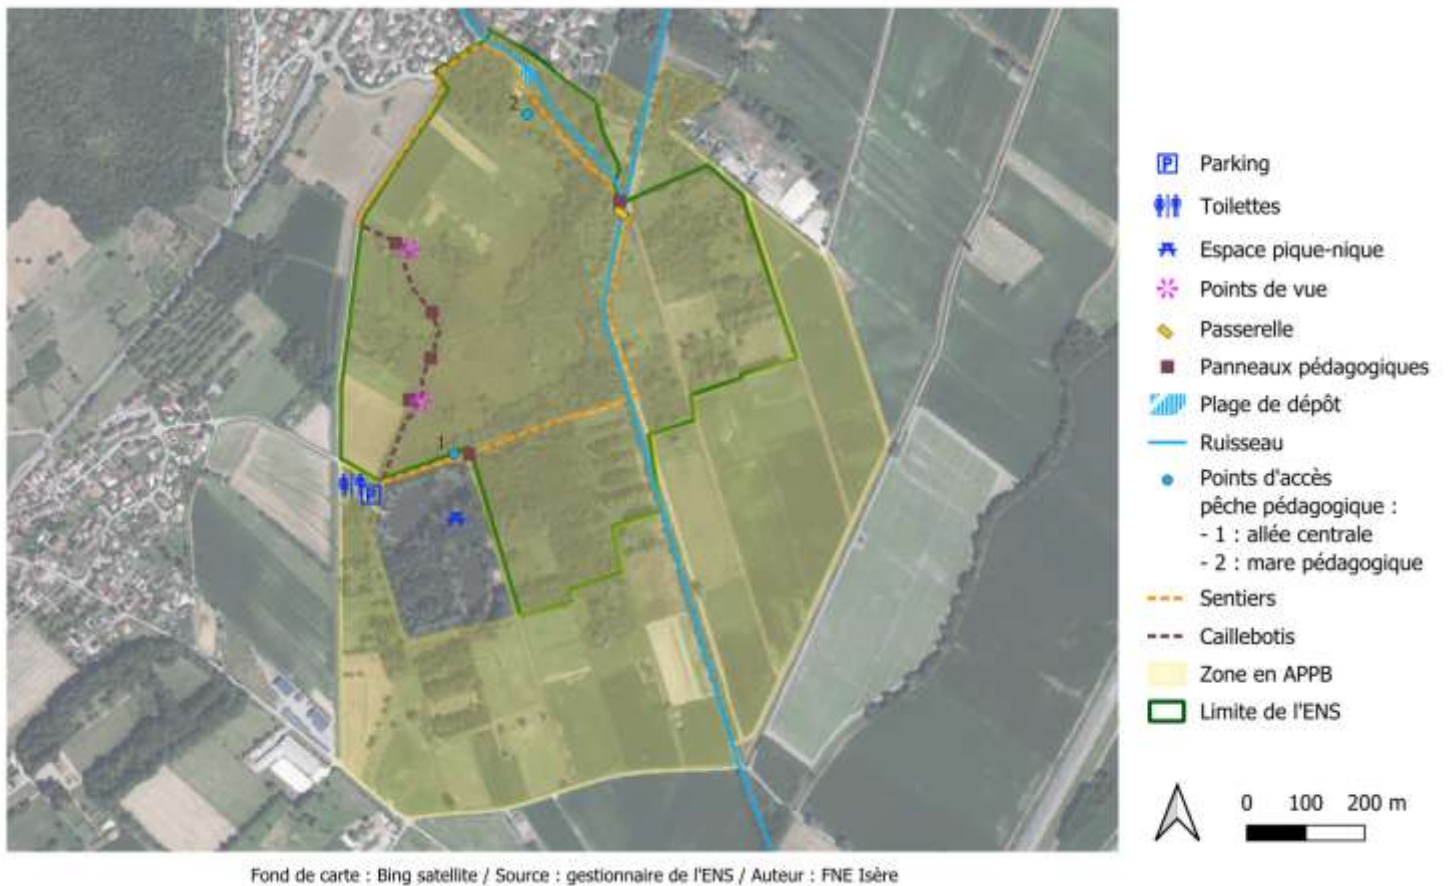 2
1
P
P Parking
Toilettes
Espace pique-nique
Points de vue
Passerelle
Panneaux pédagogiques
Plage de dépôt
Ruisseau
Points d'accès
pêche pédagogique :
- 1 : allée centrale
- 2 : mare pédagogique
Sentiers
Caillebotis
Zone en APPB
Limite de l'ENS
0 100 200 m
Fond de carte : Bing satellite / Source : gestionnaire de l'ENS / Auteur : FNE Isère